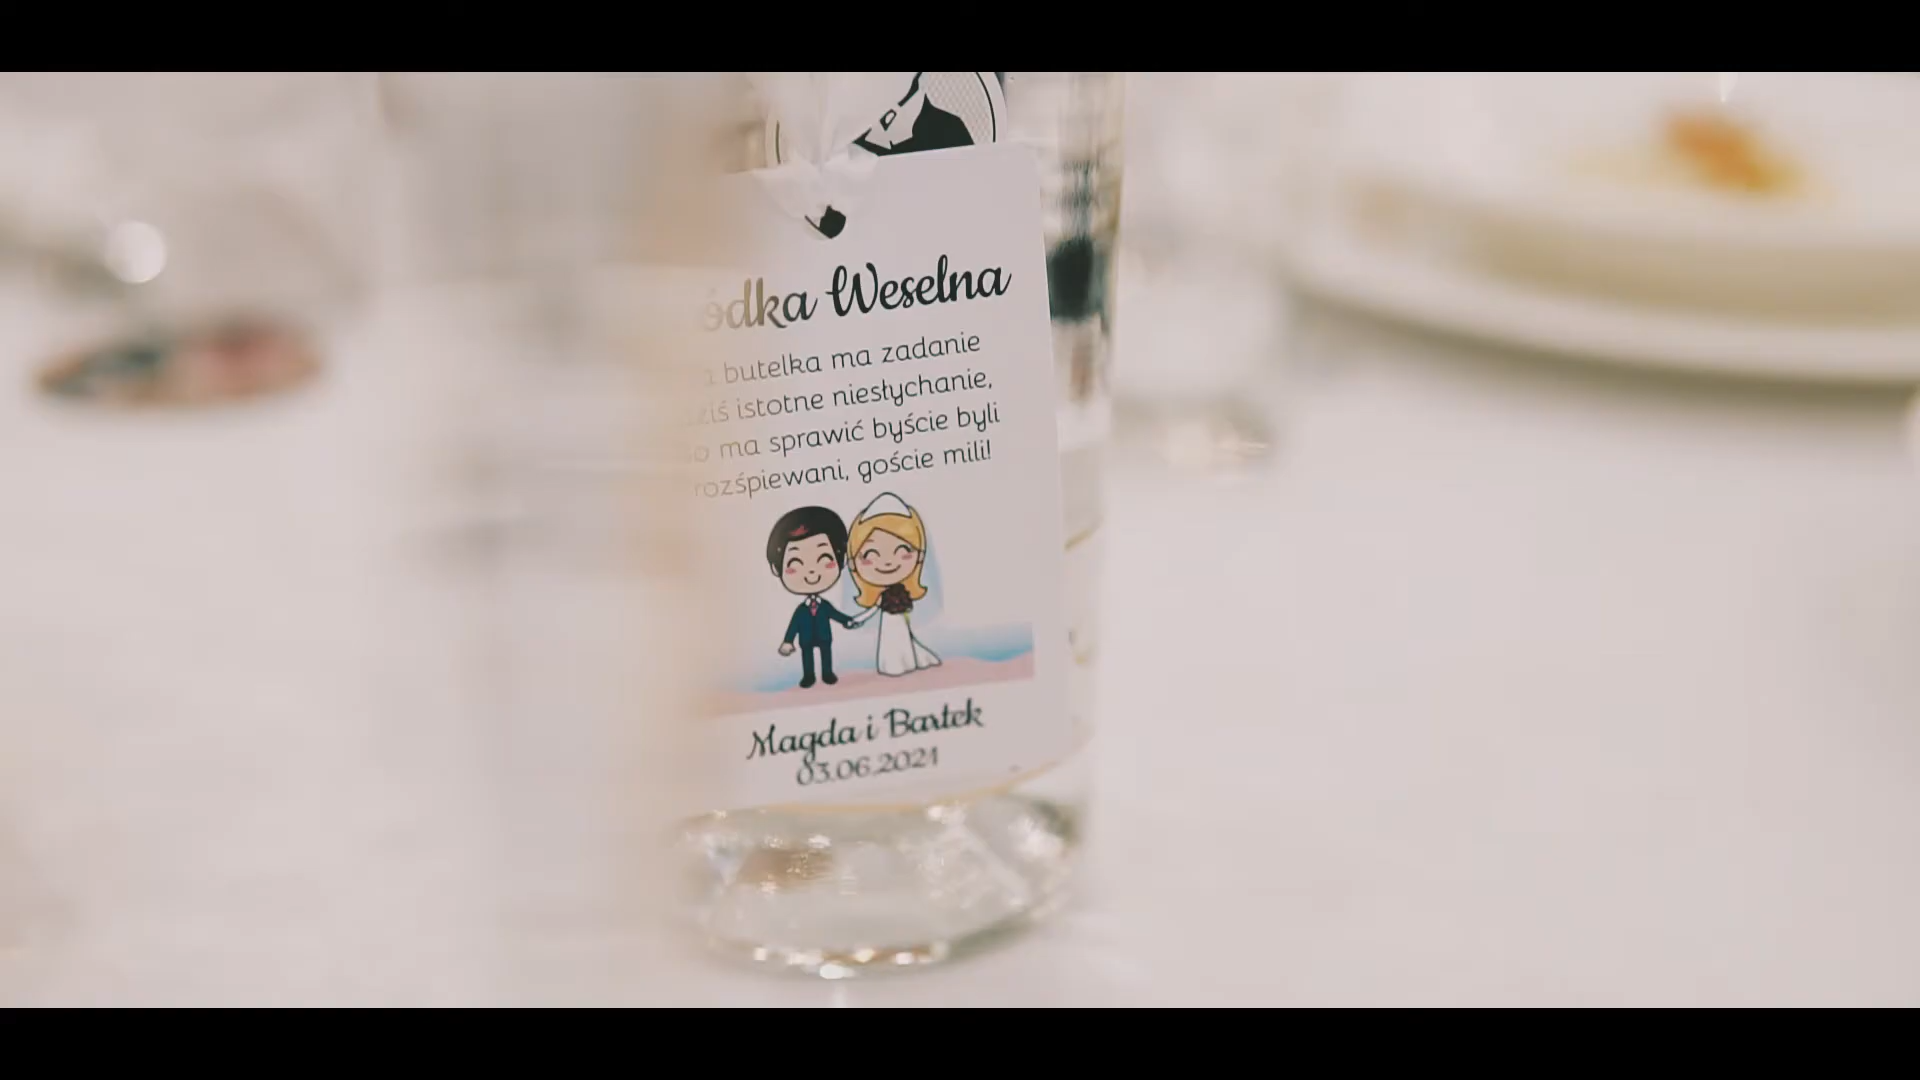 ódka Weselna
butelka ma zadanie
ziś istotne niesłychanie,
o ma sprawić byście byli
rozśpiewani, goście mili!
Magda i Bartek
03.06.2021